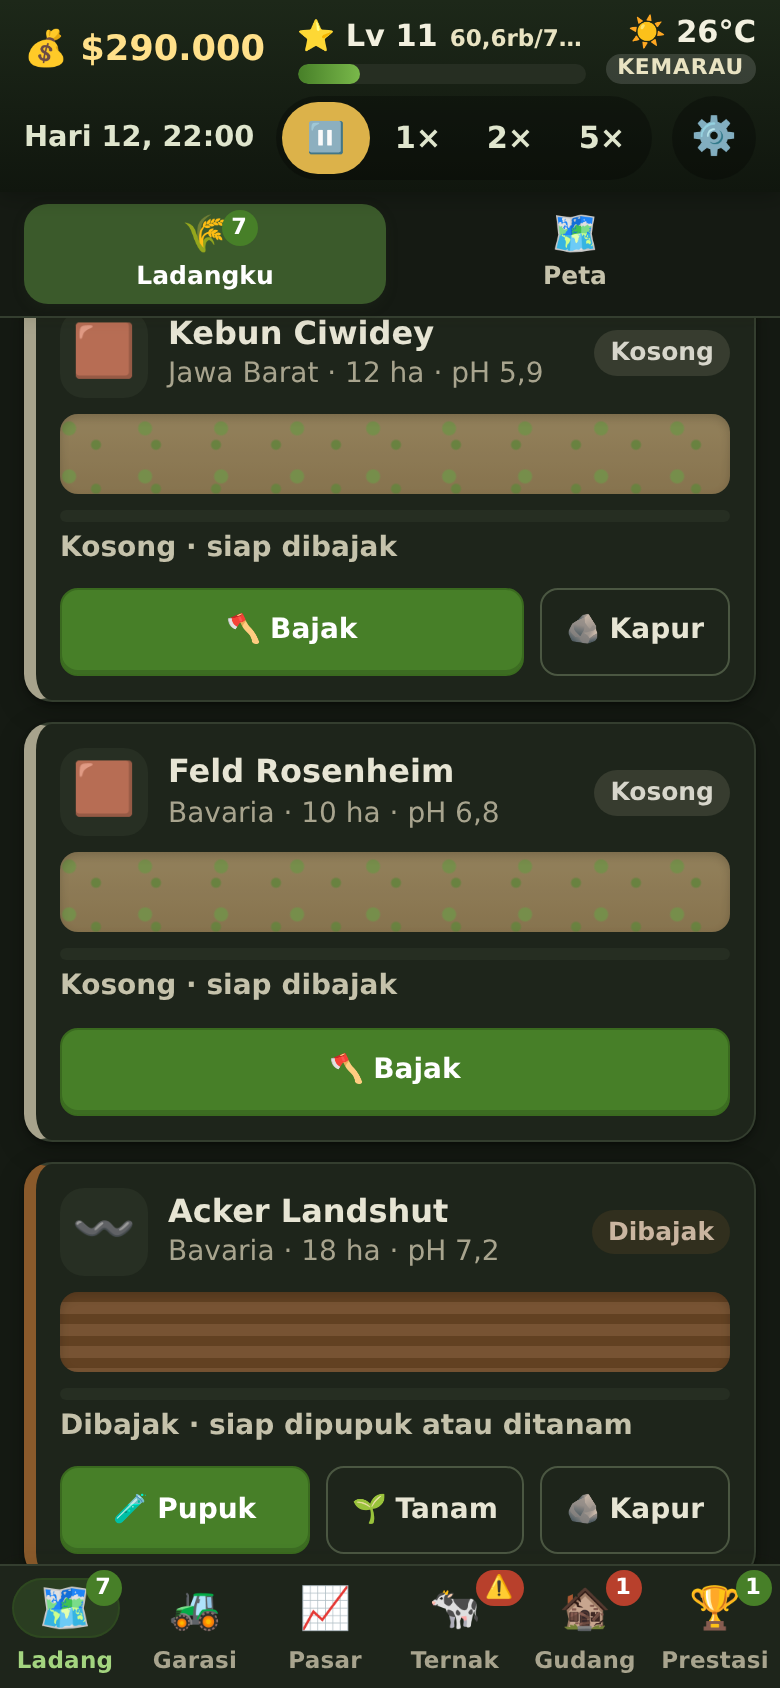 $290.000
Lv 11 60,6rb/7…
26°C
KEMARAU
Hari 12, 22:00
1× 2× 5×
7
Ladangku
Peta
Kebun Ciwidey
Jawa Barat · 12 ha · pH 5,9
Kosong
Kosong · siap dibajak
Bajak
Kapur
Feld Rosenheim
Bavaria · 10 ha · pH 6,8
Kosong
Kosong · siap dibajak
Bajak
Acker Landshut
Bavaria · 18 ha · pH 7,2
Dibajak
Dibajak · siap dipupuk atau ditanam
Pupuk
Tanam
Kapur
7
Ladang
Garasi
Pasar
Ternak
1
Gudang
1
Prestasi